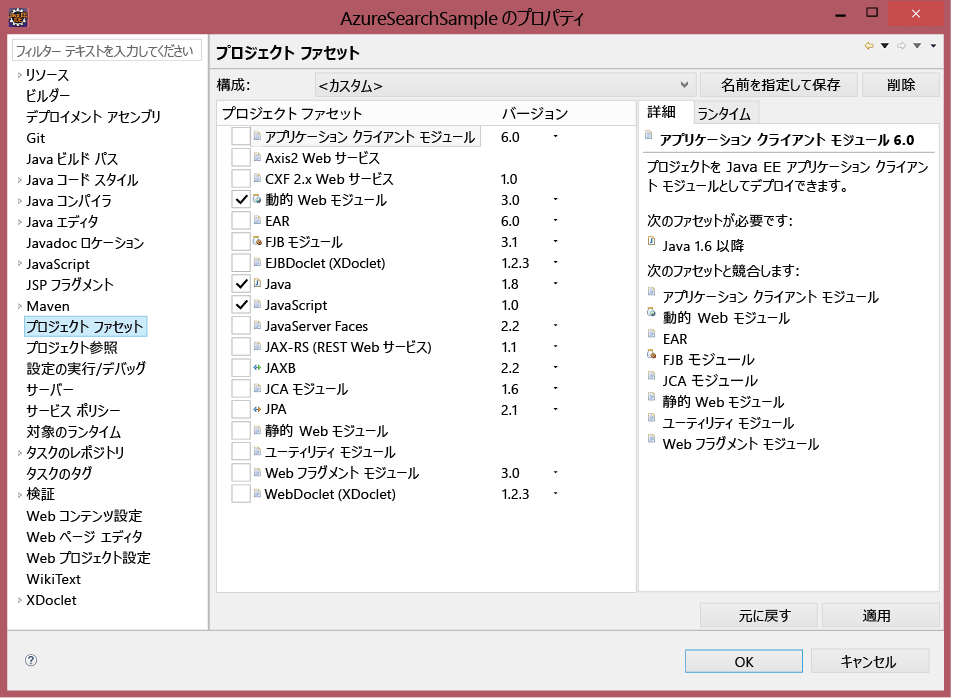 AzureSearchSample のプロパティ
フィルター テキストを入力してください
リソース
ビルダー
デプロイメント アセンブリ
Git
Java ビルド パス
Java コード スタイル
Java コンパイラ
Java エディタ
Javadoc ロケーション
JavaScript
JSP フラグメント
Maven
プロジェクト ファセット
プロジェクト参照
設定の実行/デバッグ
サーバー
サービス ポリシー
対象のランタイム
タスクのレポジトリ
タスクのタグ
検証
Web コンテンツ設定
Web ページ エディタ
Web プロジェクト設定
WikiText
XDoclet
プロジェクト ファセット
構成: <カスタム> 名前を指定して保存 削除
プロジェクト ファセット バージョン
アプリケーション クライアント モジュール 6.0
Axis2 Web サービス
CXF 2.x Web サービス 1.0
動的 Web モジュール 3.0
EAR 6.0
FJB モジュール 3.1
EJBDoclet (XDoclet) 1.2.3
Java 1.8
JavaScript 1.0
JavaServer Faces 2.2
JAX-RS (REST Web サービス) 1.1
JAXB 2.2
JCA モジュール 1.6
JPA 2.1
静的 Web モジュール
ユーティリティ モジュール
Web フラグメント モジュール 3.0
WebDoclet (XDoclet) 1.2.3
詳細 ランタイム
アプリケーション クライアント モジュール 6.0
プロジェクトを Java EE アプリケーション クライアン
ト モジュールとしてデプロイできます。
次のファセットが必要です:
Java 1.6 以降
次のファセットと競合します:
アプリケーション クライアント モジュール
動的 Web モジュール
EAR
FJB モジュール
JCA モジュール
静的 Web モジュール
ユーティリティ モジュール
Web フラグメント モジュール
元に戻す 適用
OK キャンセル